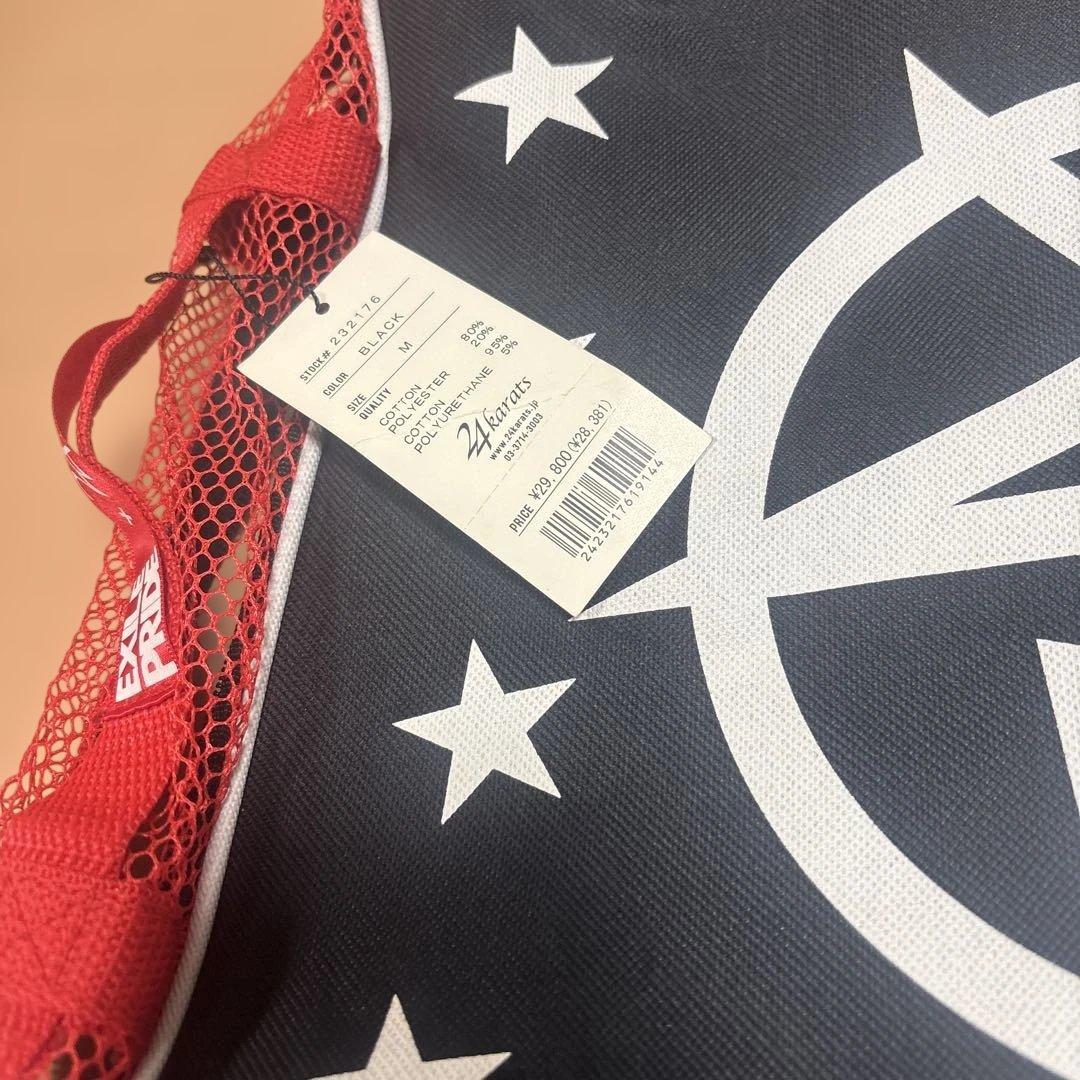 STOCK# 232176
COLOR BLACK
SIZE M
QUALITY
COTTON 80%
POLYESTER 20%
COTTON 95%
POLYURETHANE 5%
24karats
www.24karats.jp
03-3714-3003
PRICE ¥29.800(¥28.381)
2423217619144
EXILE
PRIDE